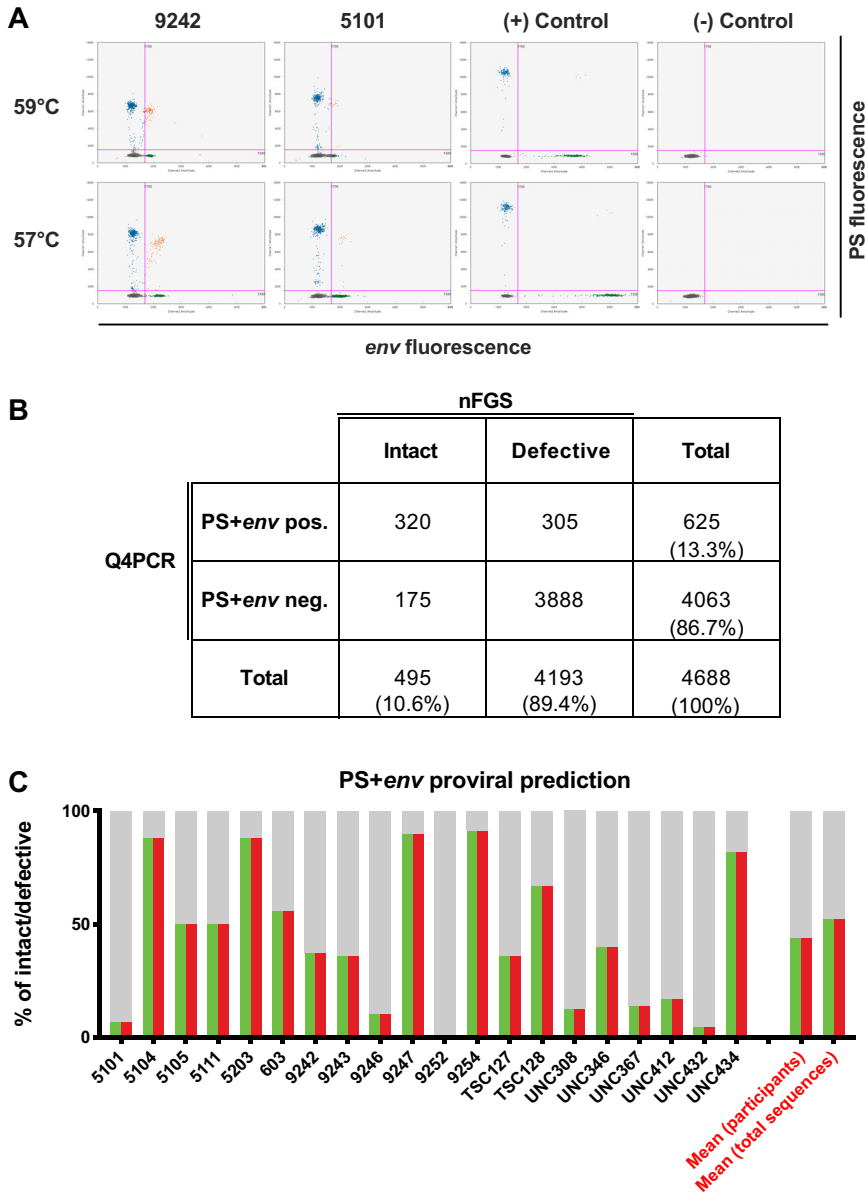 A
9242
5101
(+) Control
(-) Control
59°C
57°C
PS fluorescence
env fluorescence
B
nFGS
Intact
Defective
Total
Q4PCR
PS+env pos.
320
305
625
(13.3%)
PS+env neg.
175
3888
4063
(86.7%)
Total
495
(10.6%)
4193
(89.4%)
4688
(100%)
C
PS+env proviral prediction
% of intact/defective
100
50
0
5101
5104
5105
5111
5203
603
9242
9243
9246
9247
9252
9254
TSC127
TSC128
UNC308
UNC346
UNC367
UNC412
UNC432
UNC434
Mean (participants)
Mean (total sequences)